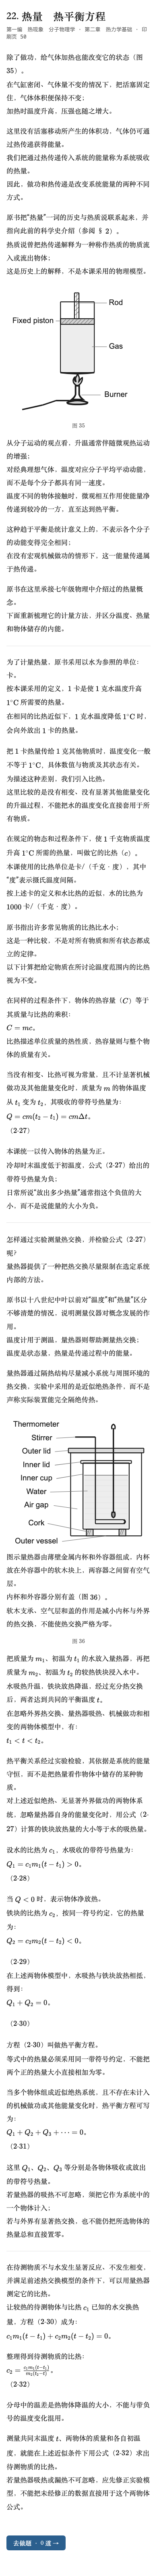 22. 热量　热平衡方程
第一编　热现象　分子物理学 · 第二章　热力学基础 · 印刷页 50
除了做功，给气体加热也能改变它的状态（图
35）。
在气缸密闭、气体量不变的情况下，把活塞固定
住，气体体积便保持不变；
加热时温度升高，压强也随之增大。
这里没有活塞移动所产生的体积功，气体仍可通
过热传递获得能量。
我们把通过热传递传入系统的能量称为系统吸收
的热量。
因此，做功和热传递是改变系统能量的两种不同
方式。
原书把“热量”一词的历史与热质说联系起来，并
指向此前的科学史介绍（参阅 § 2）。
热质说曾把热传递解释为一种称作热质的物质流
入或流出物体；
这是历史上的解释，不是本课采用的物理模型。
Rod
Fixed piston
Gas
Burner
图 35
从分子运动的观点看，升温通常伴随微观热运动
的增强；
对经典理想气体，温度对应分子平均平动动能，
而不是每个分子都具有同一速度。
温度不同的物体接触时，微观相互作用使能量净
传递到较冷的一方，直至达到热平衡。
这种趋于平衡是统计意义上的，不表示各个分子
的动能变得完全相同；
在没有宏观机械做功的情形下，这一能量传递属
于热传递。
原书在这里承接七年级物理中介绍过的热量概
念。
下面重新梳理它的计量方法，并区分温度、热量
和物体储存的内能。
为了计量热量，原书采用以水为参照的单位：
卡。
按本课采用的定义，1 卡是使 1 克水温度升高
1°C 所需要的热量。
在相同的比热近似下，1 克水温度降低 1°C 时，
会向外放出 1 卡的热量。
把 1 卡热量传给 1 克其他物质时，温度变化一般
不等于 1°C，具体数值与物质及其状态有关。
为描述这种差别，我们引入比热。
这里比较的是没有相变、没有显著其他能量变化
的升温过程，不能把水的温度变化直接套用于所
有物质。
在规定的物态和过程条件下，使 1 千克物质温度
升高 1°C 所需的热量，叫做它的比热（c）。
本课使用的比热单位是卡/（千克 · 度），其中
“度”表示摄氏温度间隔。
按上述卡的定义和水比热的近似，水的比热为
1000 卡/（千克 · 度）。
原书指出许多常见物质的比热比水小；
这是一种比较，不是对所有物质和所有状态都成
立的定律。
以下计算把给定物质在所讨论温度范围内的比热
视为不变。
在同样的过程条件下，物体的热容量（C）等于其
质量与比热的乘积：
C = mc。
比热描述单位质量的热性质，热容量则与整个物
体的质量有关。
当没有相变、比热可视为常量，且不计显著机械
做功及其他能量变化时，质量为 m 的物体温度
从 t₁ 变为 t₂，其吸收的带符号热量为：
Q = cm(t₂ − t₁) = cmΔt。
（2-27）
本课统一以传入物体的热量为正。
冷却时末温度低于初温度，公式（2-27）给出的
带符号热量为负；
日常所说“放出多少热量”通常指这个负值的大
小，而不是说能量的大小为负。
怎样通过实验测量热交换，并检验公式（2-27）
呢？
量热器提供了一种把热交换尽量限制在选定系统
内部的方法。
原书以十八世纪中叶以前对“温度”和“热量”区分
不够清楚的情况，说明测量仪器对概念发展的作
用。
温度计用于测温，量热器则帮助测量热交换；
温度是状态量，热量是传递过程中的能量。
量热器通过隔热结构尽量减小系统与周围环境的
热交换，实验中采用的是近似绝热条件，而不是
声称实际装置能完全隔绝传热。
Thermometer
Stirrer
Outer lid
Inner lid
Inner cup
Water
Air gap
Cork
Outer vessel
图示量热器由薄壁金属内杯和外容器组成，内杯
放在外容器中的软木块上，两容器之间留有空气
层。
内杯和外容器分别有盖（图 36）。
软木支承、空气层和盖的作用是减小内杯与外界
的热交换，不能使热交换严格为零。
图 36
把质量为 m₁、初温为 t₁ 的水放入量热器，再把
质量为 m₂、初温为 t₂ 的较热铁块浸入水中。
水吸热升温，铁块放热降温，经过充分热交换
后，两者达到共同的平衡温度 t。
在忽略外界热交换、量热器吸热、机械做功和相
变的两物体模型中，有：
t₁ < t < t₂。
热平衡关系经过实验检验，其依据是系统的能量
守恒，而不是把热量看作物体中储存的某种物
质。
对上述近似绝热、无显著外界做功的两物体系
统，忽略量热器自身的能量变化时，用公式（2-
27）计算的铁块放热量的大小等于水的吸热量。
设水的比热为 c₁，水吸收的带符号热量为：
Q₁ = c₁m₁(t − t₁) > 0。
（2-28）
当 Q < 0 时，表示物体净放热。
铁块的比热为 c₂，按同一符号约定，它的热量
为：
Q₂ = c₂m₂(t − t₂) < 0。
（2-29）
在上述两物体模型中，水吸热与铁块放热相抵，
得到：
Q₁ + Q₂ = 0。
（2-30）
方程（2-30）叫做热平衡方程。
等式中的热量必须采用同一带符号约定，不能把
两个正的热量大小直接相加为零。
当多个物体组成近似绝热系统，且不存在未计入
的机械做功或其他能量变化时，热平衡方程可写
为：
Q₁ + Q₂ + Q₃ + ⋯ = 0。
（2-31）
这里 Q₁、Q₂、Q₃ 等分别是各物体吸收或放出
的带符号热量。
若量热器的吸热不可忽略，须把它作为系统中的
一个物体计入；
若与外界有显著热交换，也不能仍把所选物体的
热量总和直接置零。
在待测物质不与水发生显著反应、不发生相变，
并满足前述热交换模型的条件下，可以用量热器
测定它的比热。
让较热的待测物体与比热 c₁ 已知的水交换热
量，方程（2-30）成为：
c₁m₁(t − t₁) + c₂m₂(t − t₂) = 0。
整理得到待测物质的比热：
c₂ = c₁m₁(t−t₁)/m₂(t₂−t)。
（2-32）
分母中的温差是热物体降温的大小，不能与带负
号的温度变化混用。
测量共同末温度 t、两物体的质量和各自初温
度，就能在上述近似条件下用公式（2-32）求出
待测物质的比热。
若量热器吸热或漏热不可忽略，应先修正实验模
型，不能把未经修正的数据直接用于这个两物体
公式。
去做题 · 0 道 →